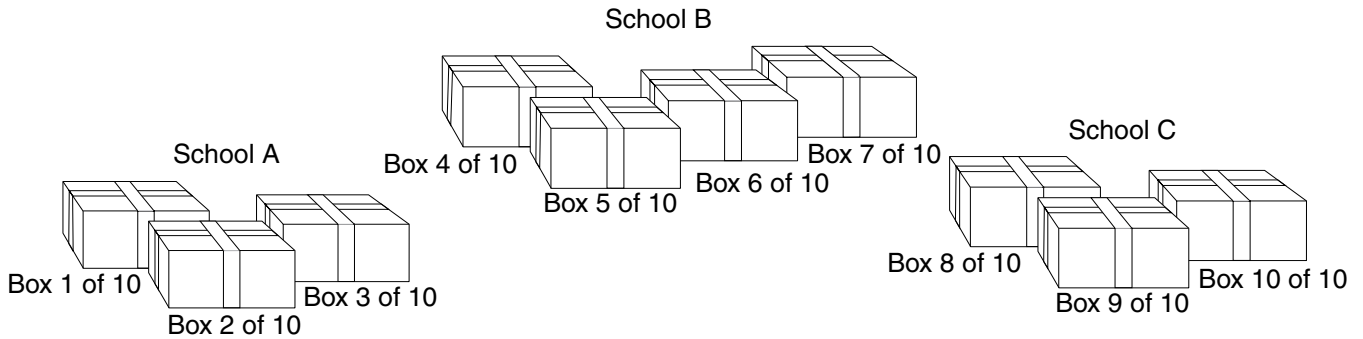 School A
Box 1 of 10
Box 2 of 10
Box 3 of 10
School B
Box 4 of 10
Box 5 of 10
Box 6 of 10
Box 7 of 10
School C
Box 8 of 10
Box 9 of 10
Box 10 of 10